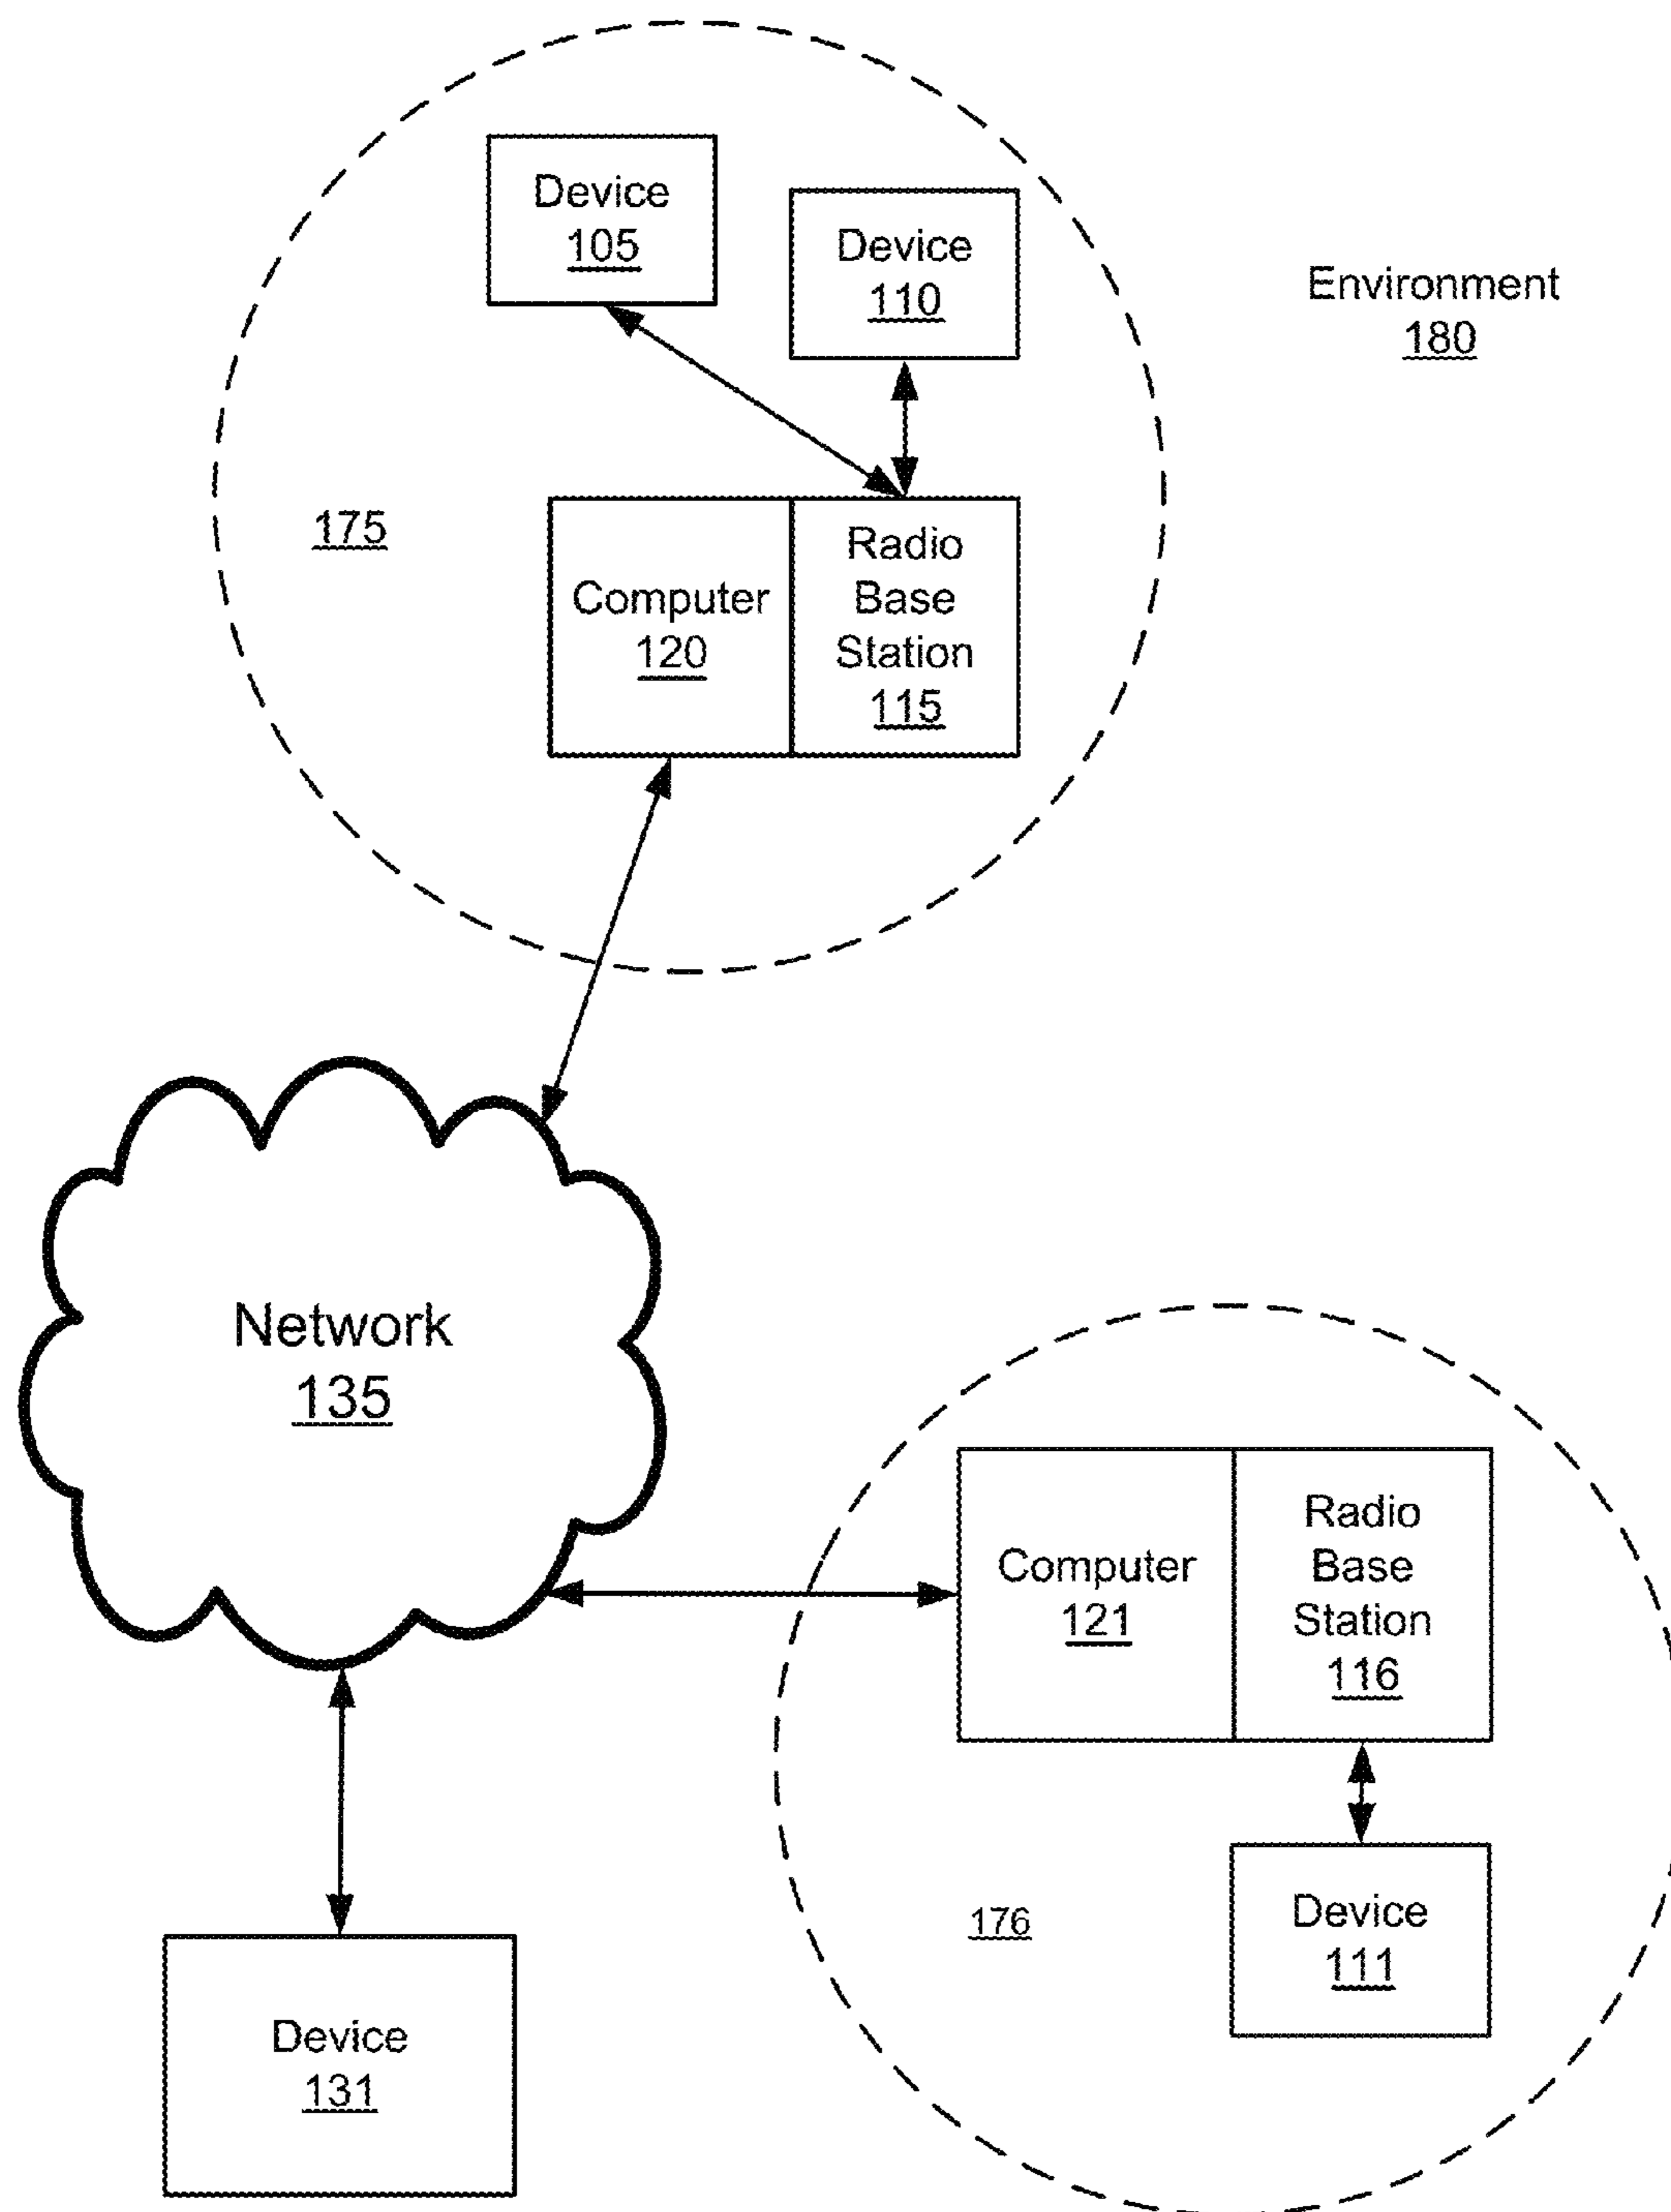 Device
105
Device
110
Environment
180
175
Computer
120
Radio
Base
Station
115
Network
135
Computer
121
Radio
Base
Station
116
176
Device
111
Device
131